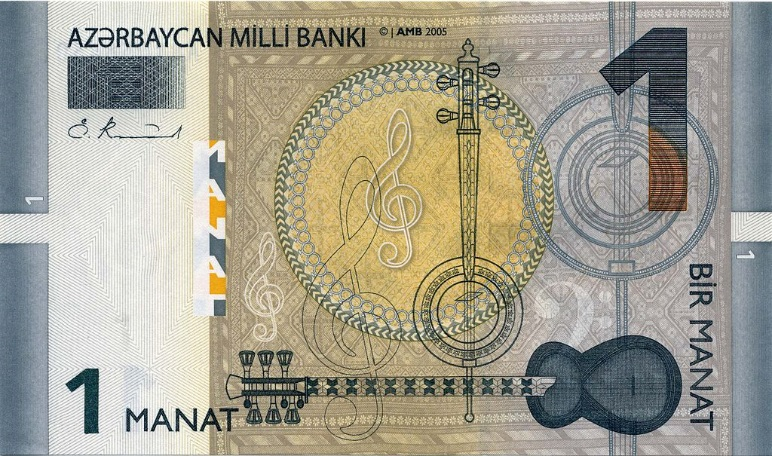 AZƏRBAYCAN MİLLİ BANKI
© | AMB 2005
1
MANAT
1
1
BİR MANAT
1 MANAT